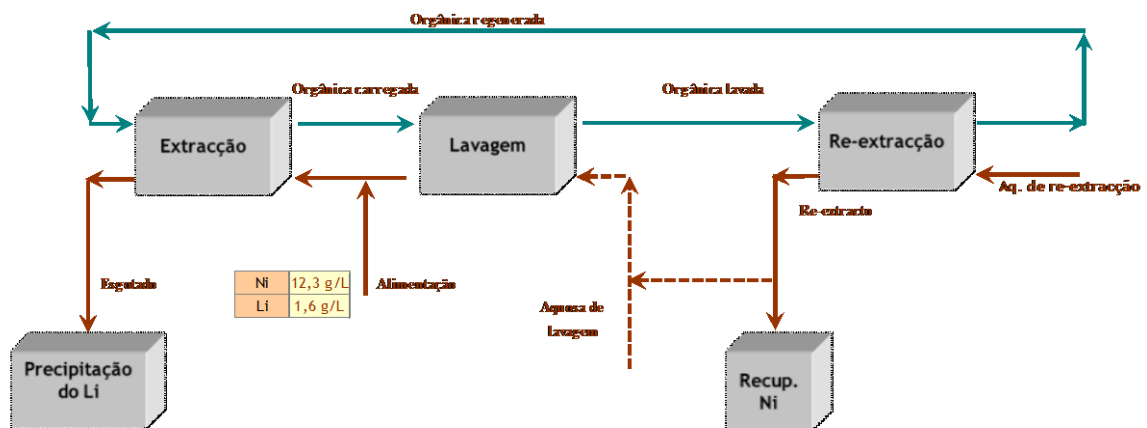 Orgânica regenerada
Orgânica carregada
Orgânica lavada
Extracção
Lavagem
Re-extracção
Aq. de re-extracção
Re-extracto
Esgotado
Ni 12,3 g/L
Li 1,6 g/L
Alimentação
Aquosa de
lavagem
Precipitação
do Li
Recup.
Ni